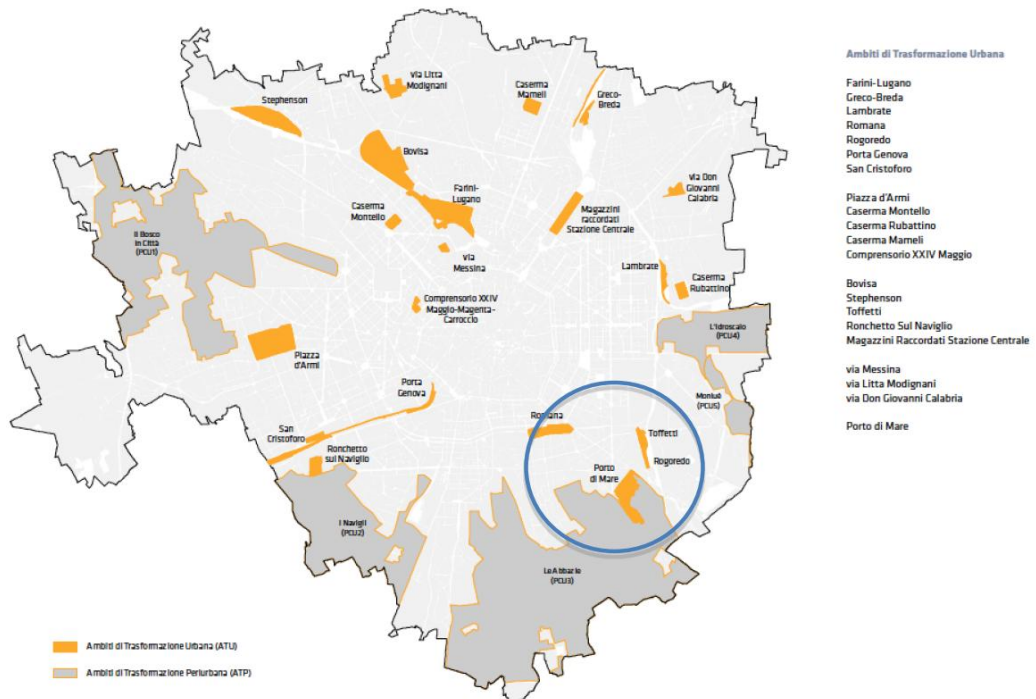 via Litta
Modignani
Stephenson
Caserma
Mameli
Greco-
Breda
Bovisa
Farini-
Lugano
Caserma
Montello
via
Messina
Magazzini
raccordati
Stazione Centrale
via Don
Giovanni
Calabria
Il Bosco
in Città
(PCU1)
Comprensorio XXIV
Maggio-Magenta-
Carroccio
Lambrate
Caserma
Rubattino
L'Idroscalo
(PCU4)
Piazza
d'Armi
Porta
Genova
Monluè
(PCU5)
San
Cristoforo
Ronchetto
sul Naviglio
Romana
Toffetti
Rogoredo
Porto
di Mare
I Navigli
(PCU2)
Le Abbazie
(PCU3)
Ambiti di Trasformazione Urbana (ATU)
Ambiti di Trasformazione Periurbana (ATP)
Ambiti di Trasformazione Urbana
Farini-Lugano
Greco-Breda
Lambrate
Romana
Rogoredo
Porta Genova
San Cristoforo
Piazza d'Armi
Caserma Montello
Caserma Rubattino
Caserma Mameli
Comprensorio XXIV Maggio
Bovisa
Stephenson
Toffetti
Ronchetto Sul Naviglio
Magazzini Raccordati Stazione Centrale
via Messina
via Litta Modignani
via Don Giovanni Calabria
Porto di Mare